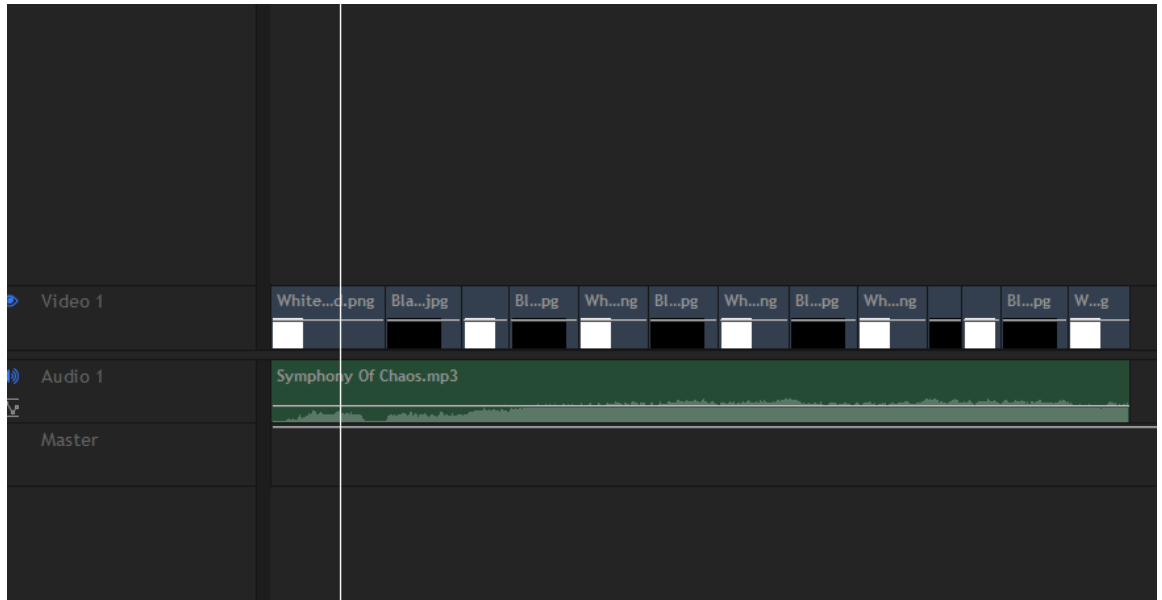 Video 1
White...d.png
Bla...jpg
Bl...pg
Wh...ng
Bl...pg
Wh...ng
Bl...pg
Wh...ng
Bl...pg
W...g
Audio 1
Symphony Of Chaos.mp3
Master